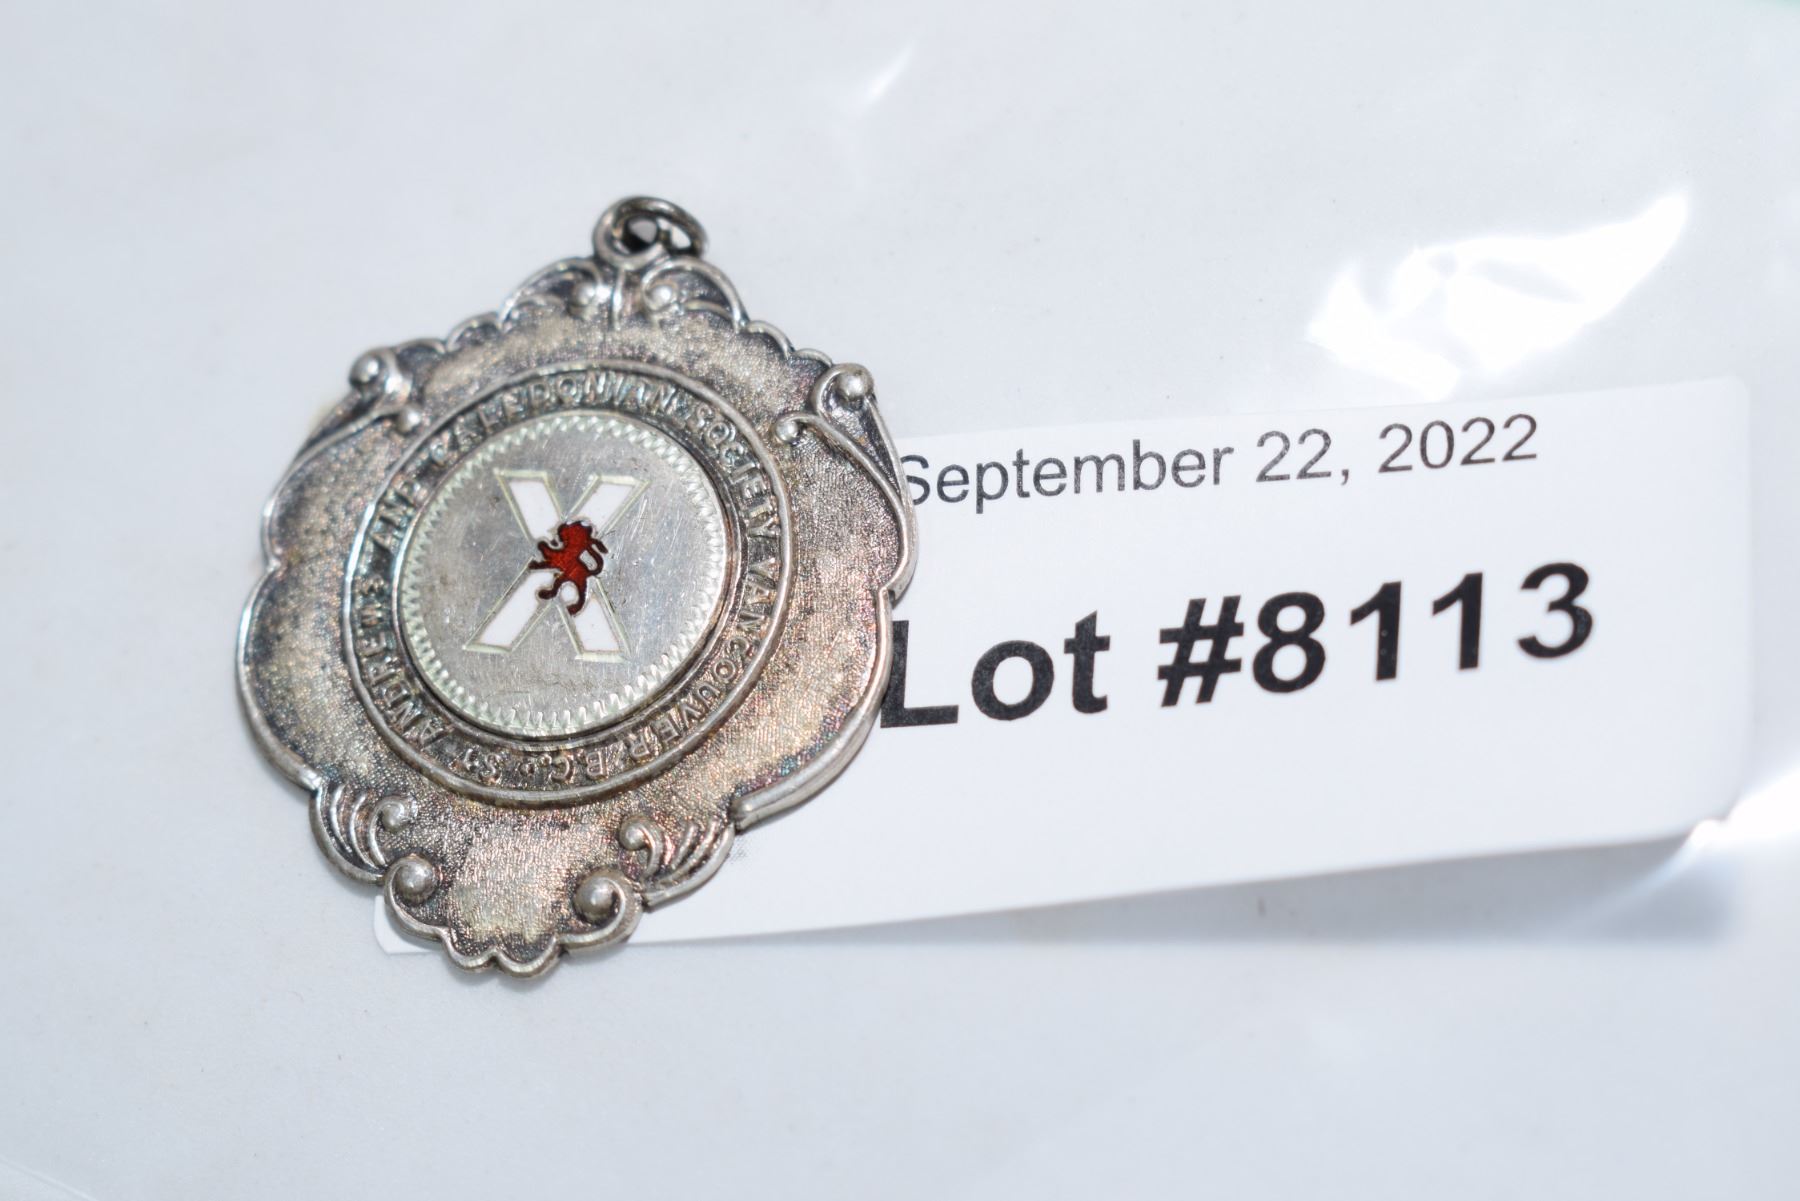 ST ANDREWS AND CALEDONIAN SOCIETY VANCOUVER B.C.
September 22, 2022
Lot #8113